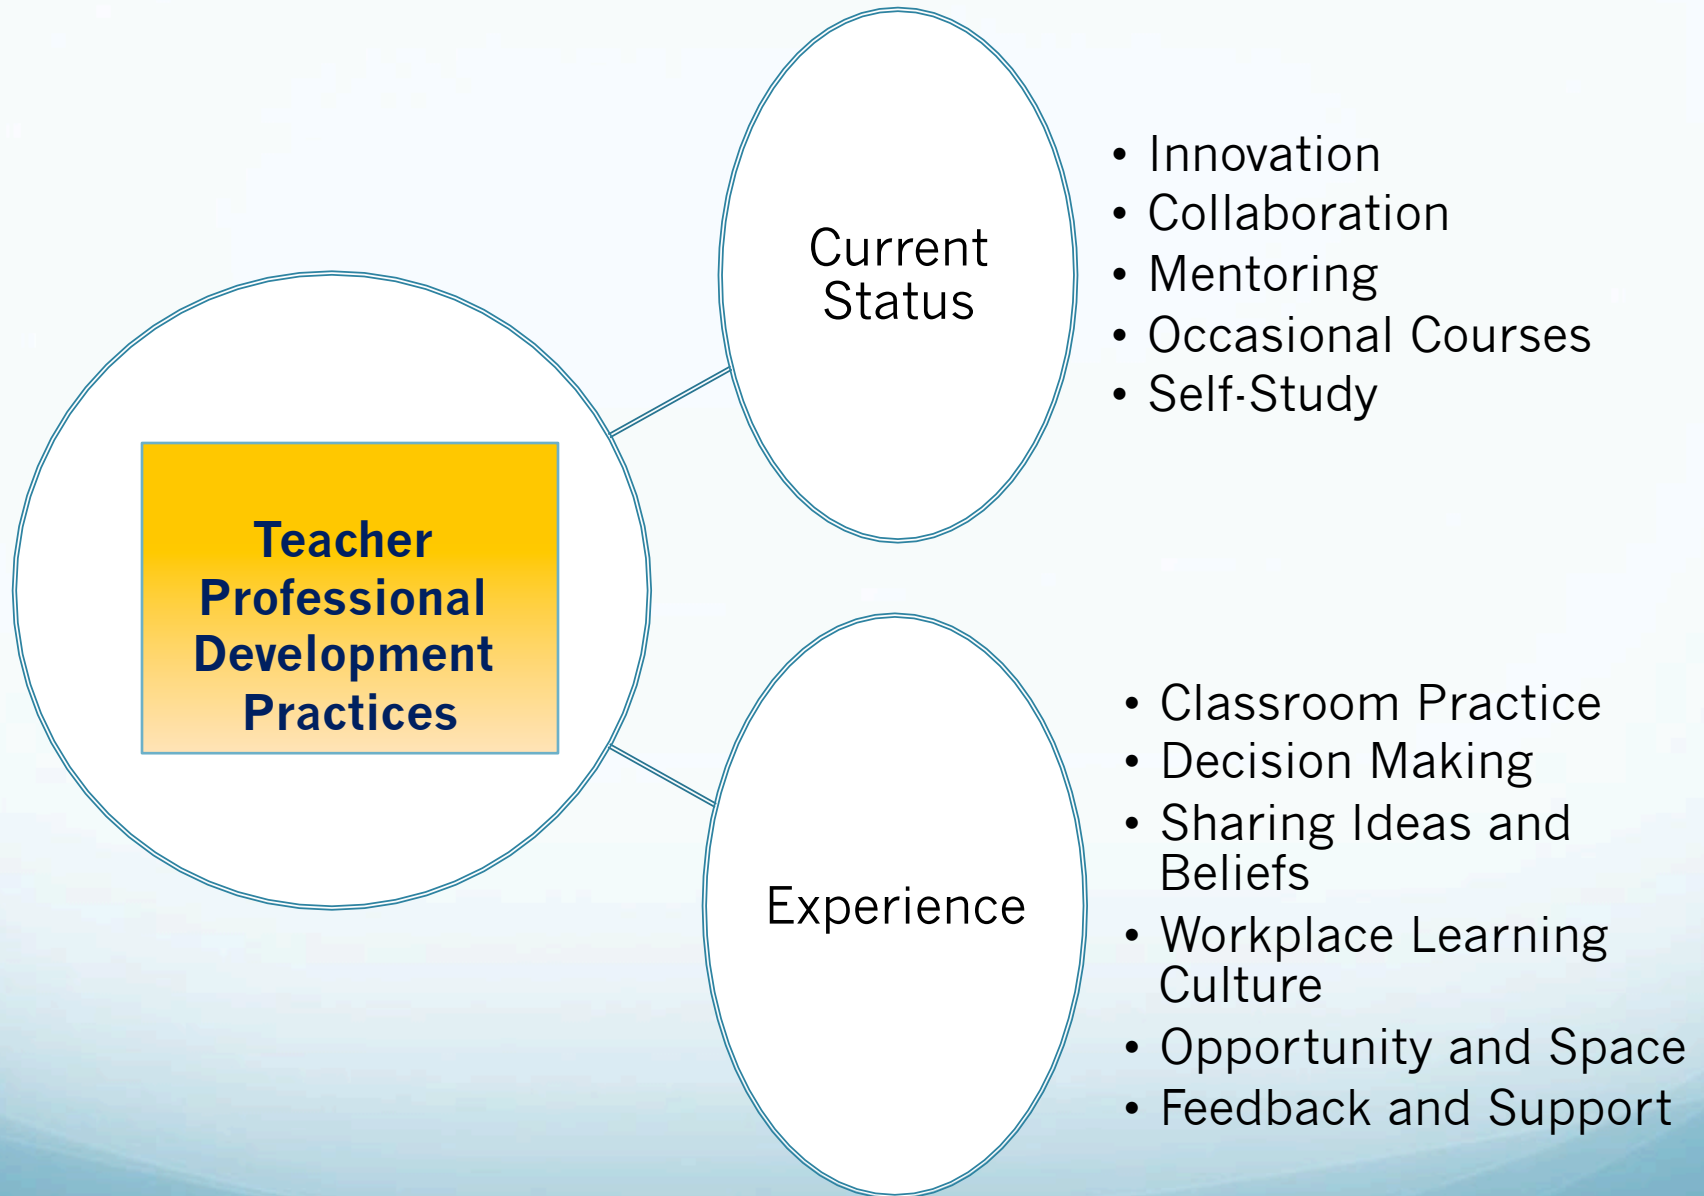 Teacher
Professional
Development
Practices
Current
Status
• Innovation
• Collaboration
• Mentoring
• Occasional Courses
• Self-Study
Experience
• Classroom Practice
• Decision Making
• Sharing Ideas and
Beliefs
• Workplace Learning
Culture
• Opportunity and Space
• Feedback and Support